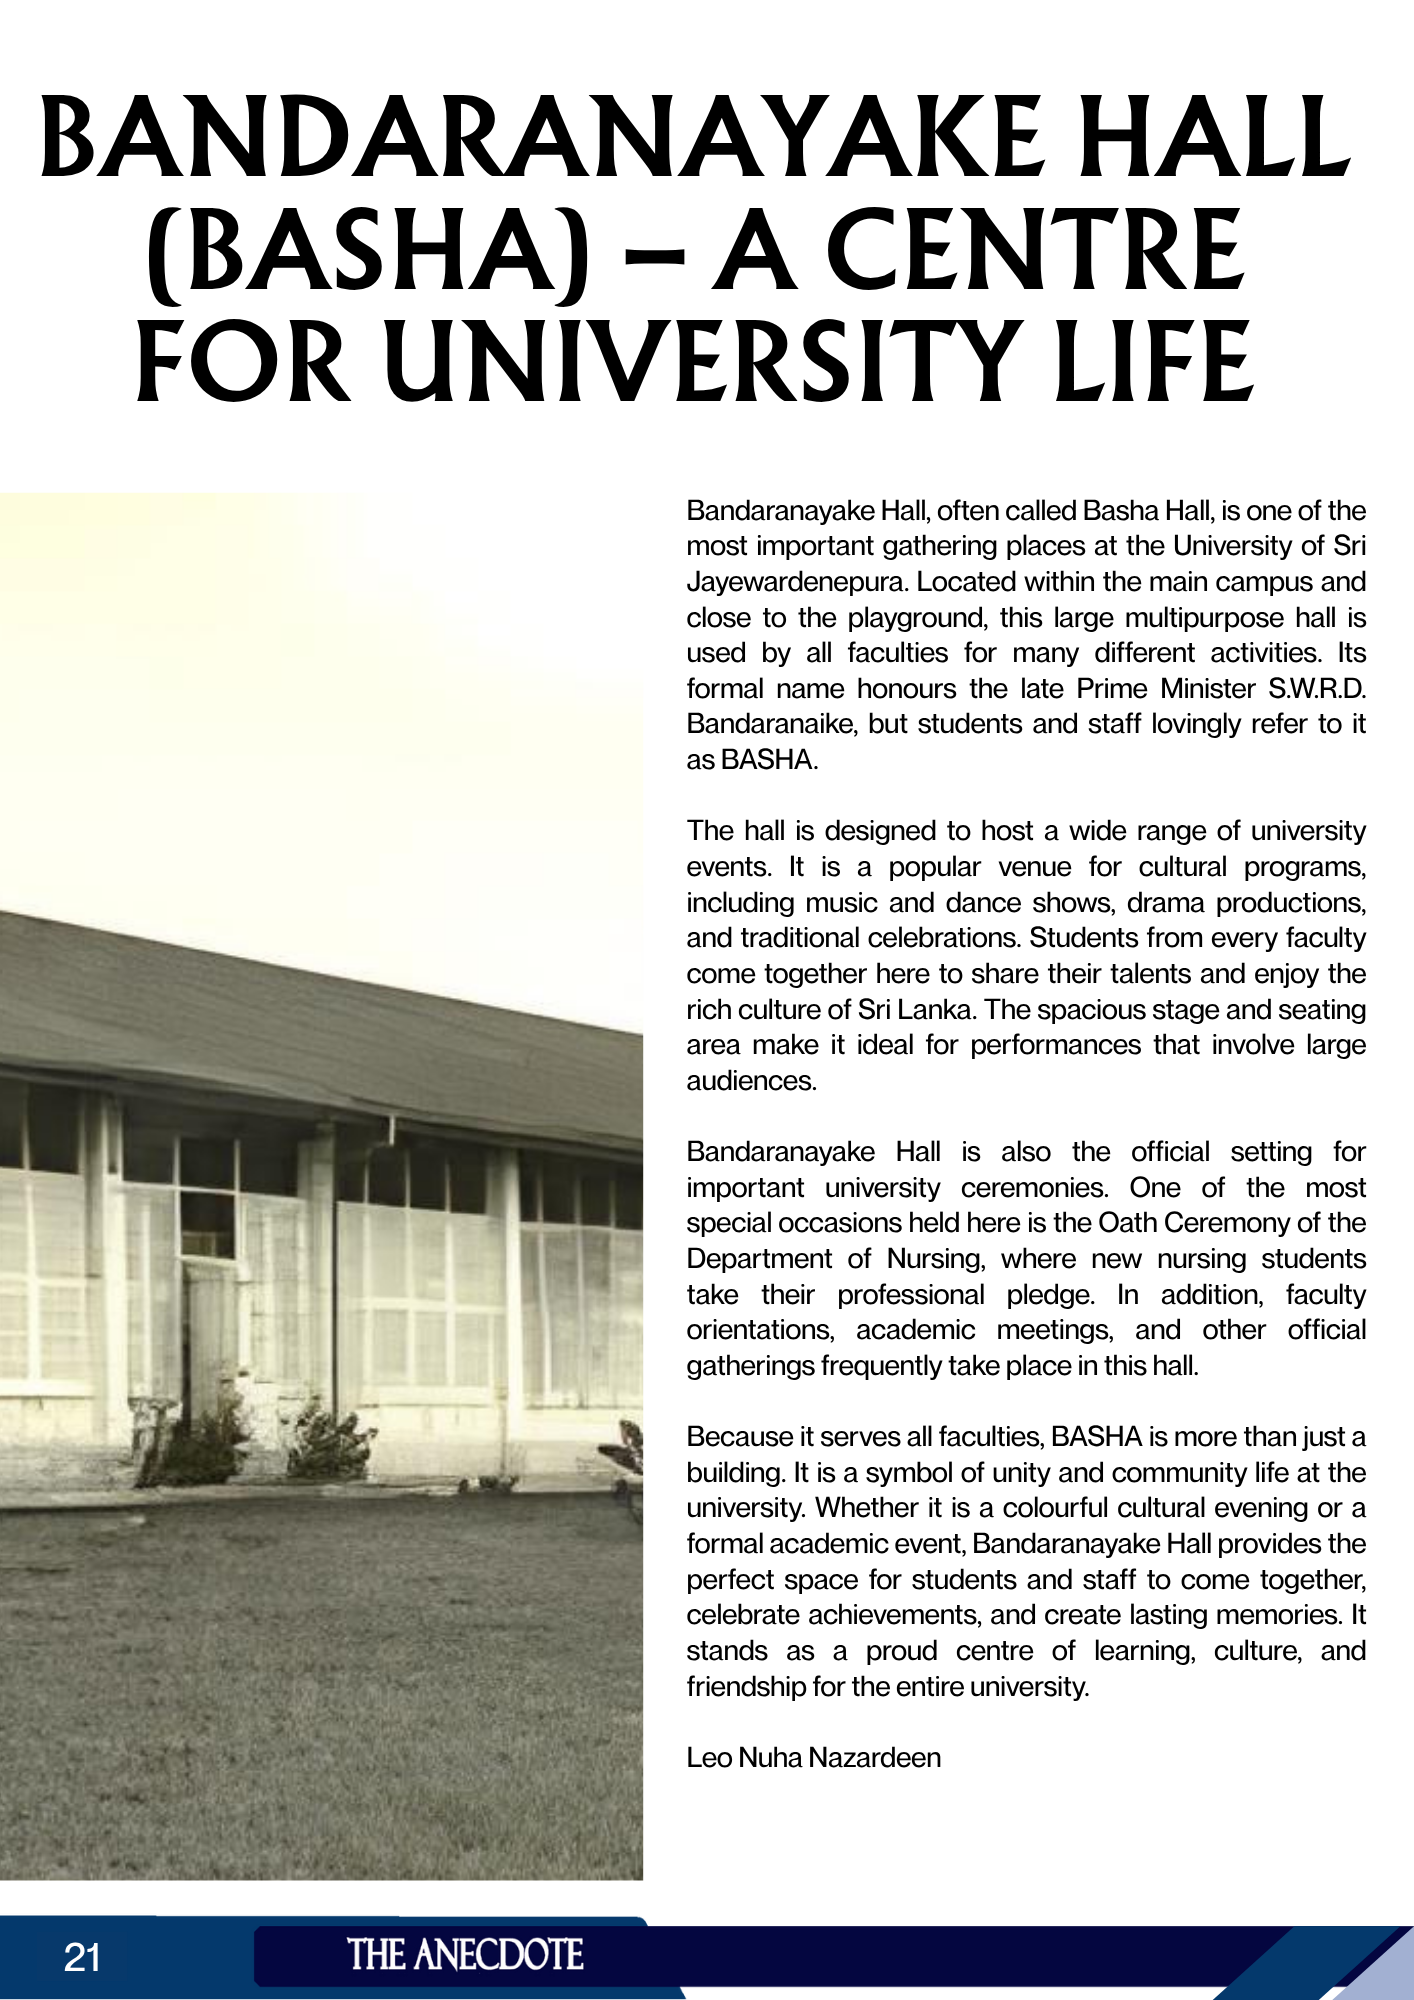 BANDARANAYAKE HALL
(BASHA) – A CENTRE
FOR UNIVERSITY LIFE
Bandaranayake Hall, often called Basha Hall, is one of the
most important gathering places at the University of Sri
Jayewardenepura. Located within the main campus and
close to the playground, this large multipurpose hall is
used by all faculties for many different activities. Its
formal name honours the late Prime Minister S.W.R.D.
Bandaranaike, but students and staff lovingly refer to it
as BASHA.
The hall is designed to host a wide range of university
events. It is a popular venue for cultural programs,
including music and dance shows, drama productions,
and traditional celebrations. Students from every faculty
come together here to share their talents and enjoy the
rich culture of Sri Lanka. The spacious stage and seating
area make it ideal for performances that involve large
audiences.
Bandaranayake Hall is also the official setting for
important university ceremonies. One of the most
special occasions held here is the Oath Ceremony of the
Department of Nursing, where new nursing students
take their professional pledge. In addition, faculty
orientations, academic meetings, and other official
gatherings frequently take place in this hall.
Because it serves all faculties, BASHA is more than just a
building. It is a symbol of unity and community life at the
university. Whether it is a colourful cultural evening or a
formal academic event, Bandaranayake Hall provides the
perfect space for students and staff to come together,
celebrate achievements, and create lasting memories. It
stands as a proud centre of learning, culture, and
friendship for the entire university.
Leo Nuha Nazardeen
21
THE ANECDOTE